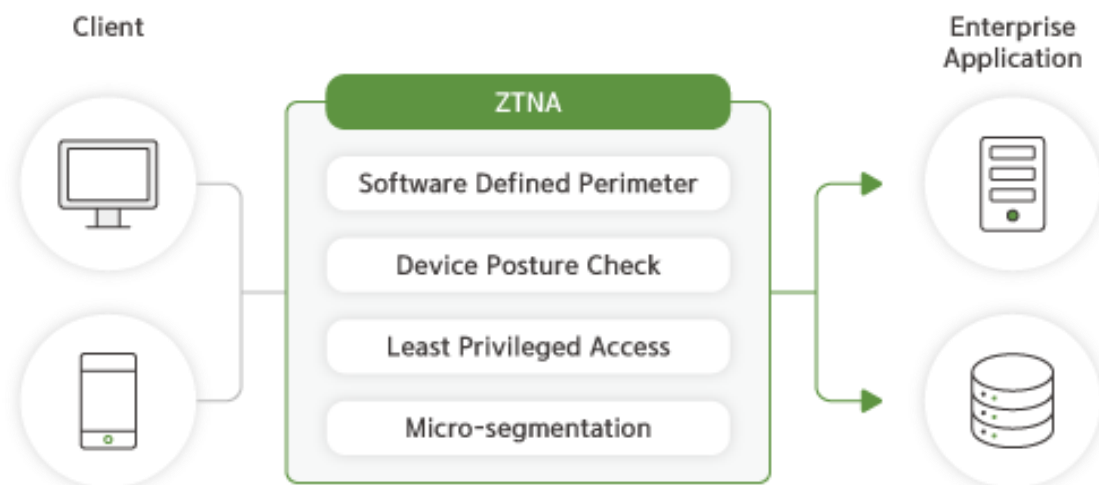 Client
Enterprise
Application
ZTNA
Software Defined Perimeter
Device Posture Check
Least Privileged Access
Micro-segmentation